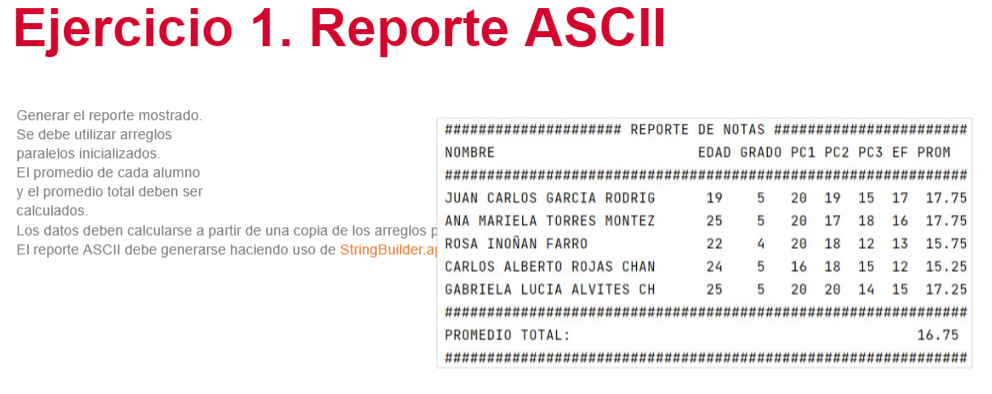 Ejercicio 1. Reporte ASCII
Generar el reporte mostrado.
Se debe utilizar arreglos
paralelos inicializados.
El promedio de cada alumno
y el promedio total deben ser
calculados.
Los datos deben calcularse a partir de una copia de los arreglos
El reporte ASCII debe generarse haciendo uso de StringBuilder.ap
##################### REPORTE DE NOTAS #######################
NOMBRE EDAD GRADO PC1 PC2 PC3 EF PROM
##############################################################
JUAN CARLOS GARCIA RODRIG 19 5 20 19 15 17 17.75
ANA MARIELA TORRES MONTEZ 25 5 20 17 18 16 17.75
ROSA INOÑAN FARRO 22 4 20 18 12 13 15.75
CARLOS ALBERTO ROJAS CHAN 24 5 16 18 15 12 15.25
GABRIELA LUCIA ALVITES CH 25 5 20 20 14 15 17.25
##############################################################
PROMEDIO TOTAL: 16.75
##############################################################